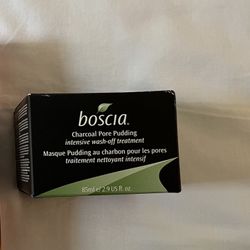 boscia.
Charcoal Pore Pudding
intensive wash-off treatment
Masque Pudding au charbon pour les pores
traitement nettoyant intensif
85ml e 2.9 US fl. oz.